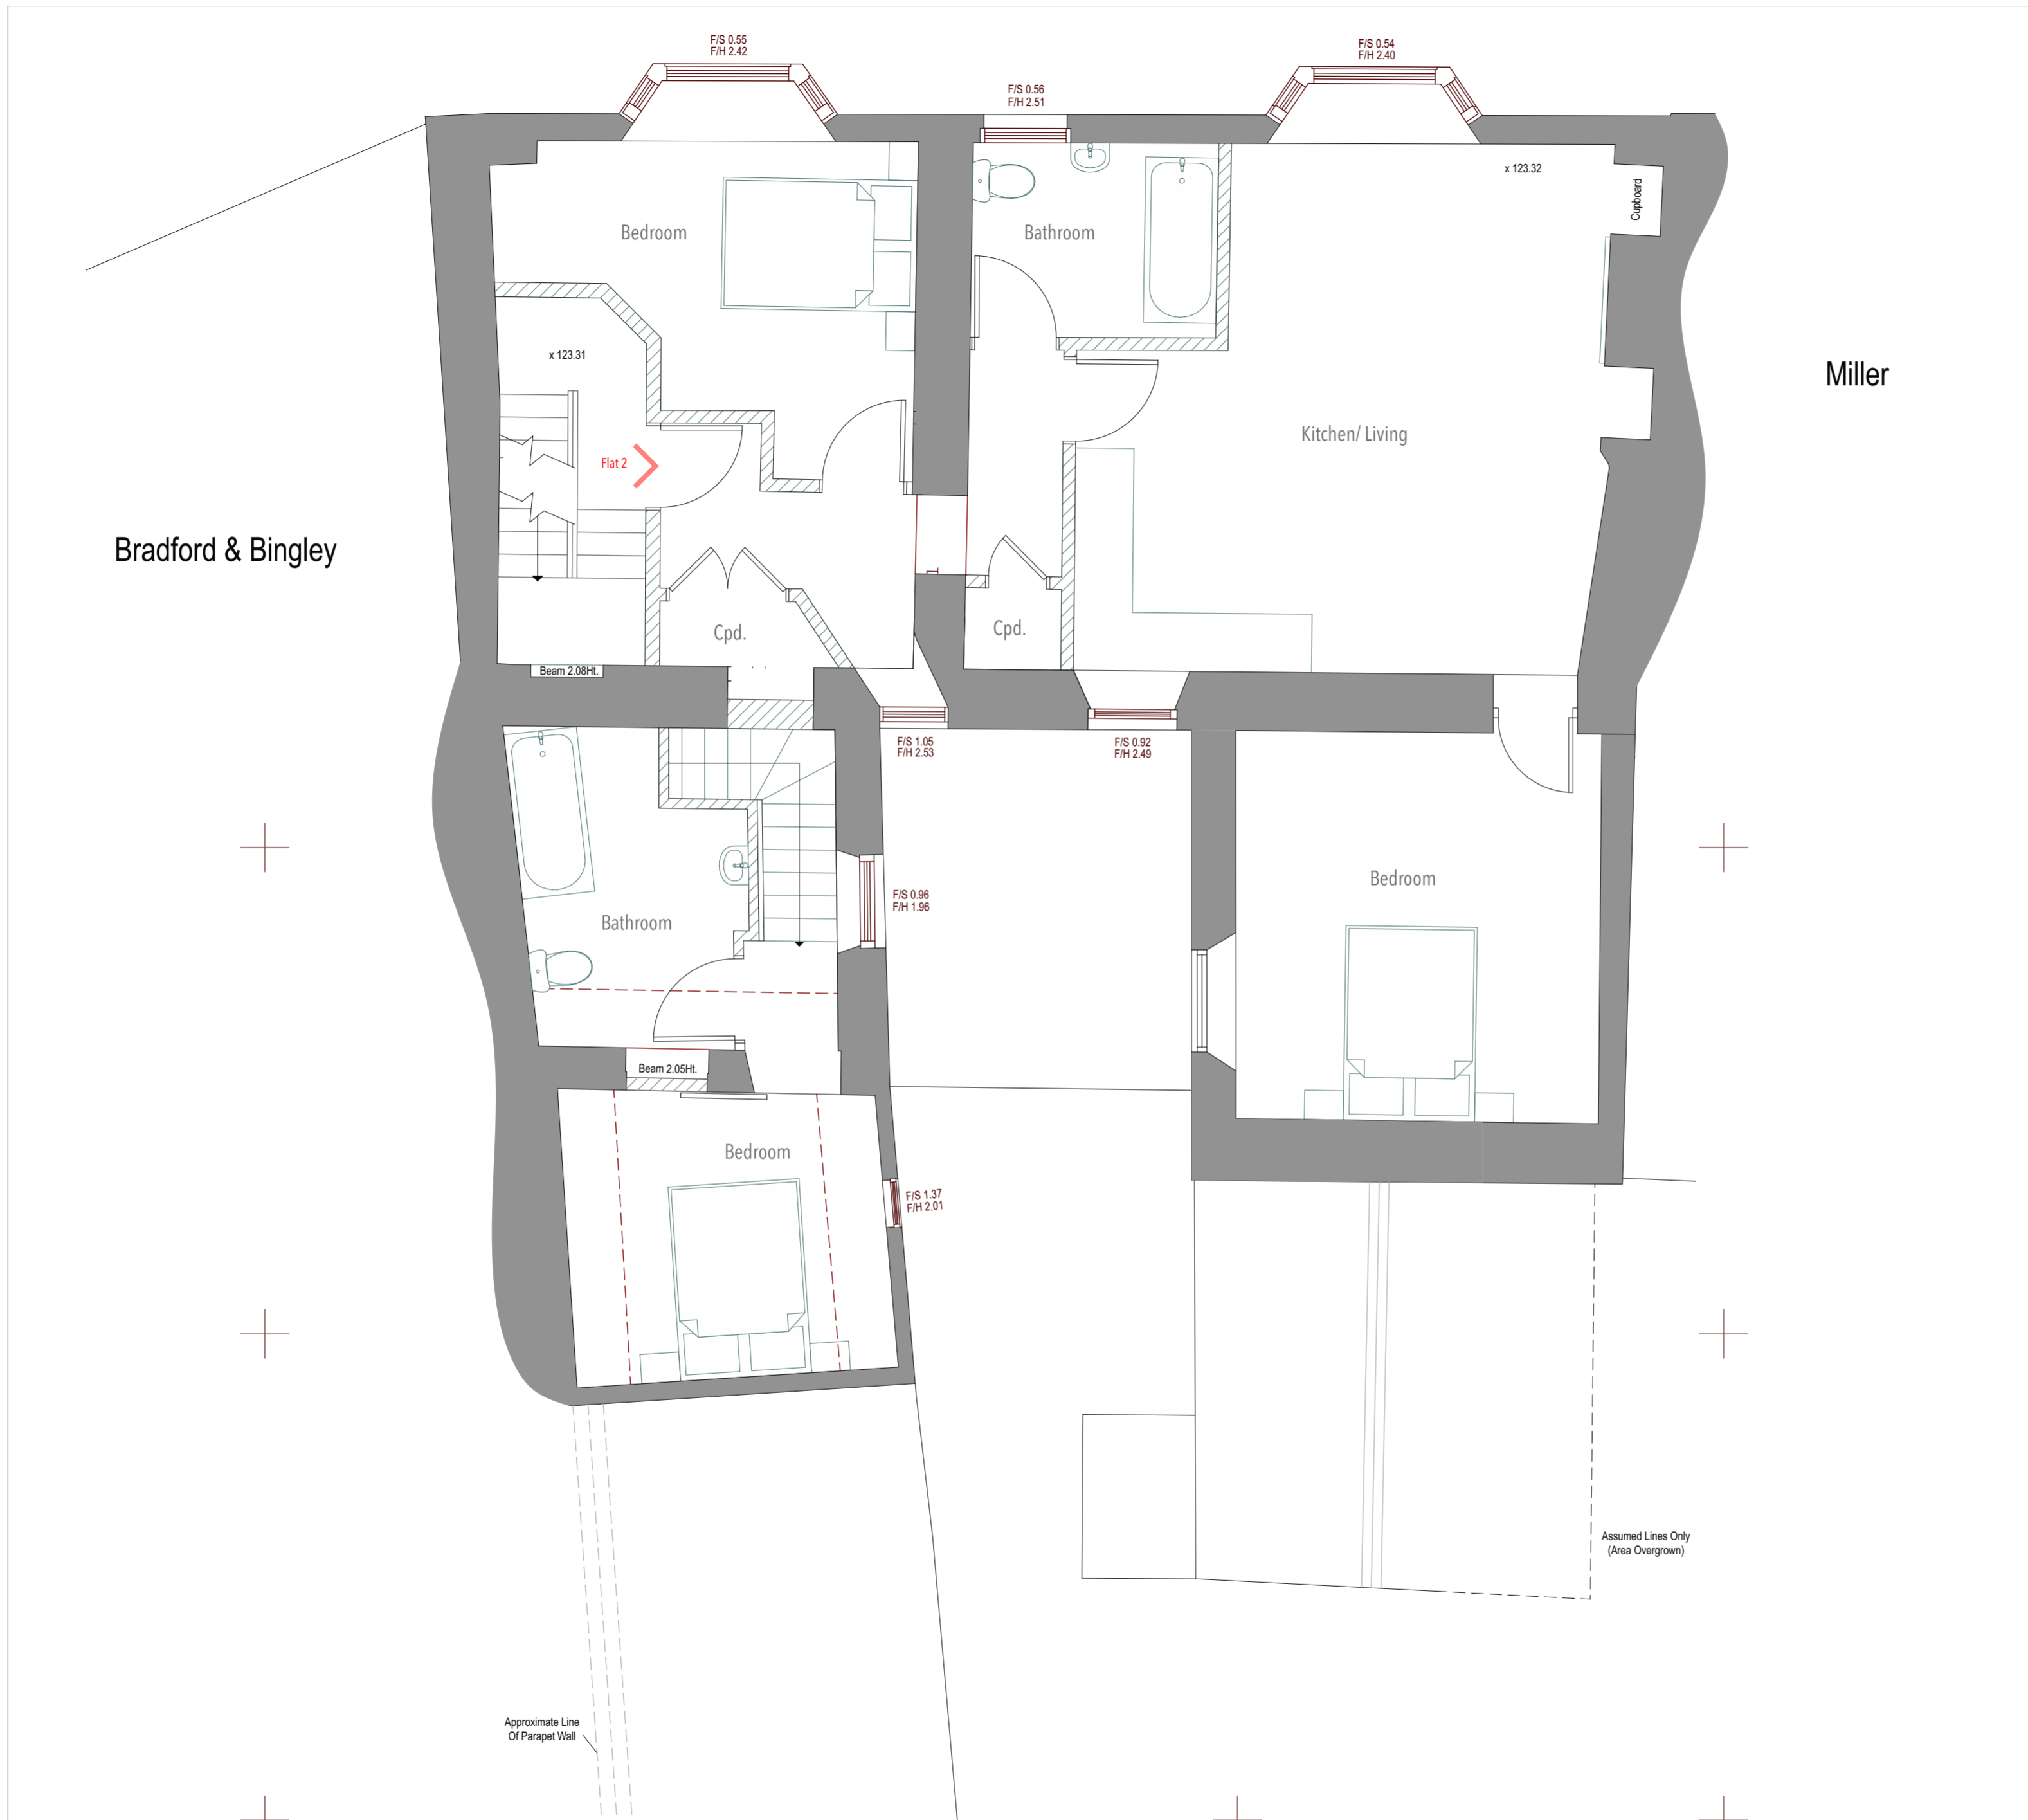 F/S 0.55
F/H 2.42
F/S 0.54
F/H 2.40
F/S 0.56
F/H 2.51
x 123.32
Cupboard
Bedroom
Bathroom
x 123.31
Miller
Kitchen/ Living
Flat 2
Bradford & Bingley
Cpd.
Cpd.
Beam 2.08Ht.
F/S 1.05
F/H 2.53
F/S 0.92
F/H 2.49
Bedroom
F/S 0.96
F/H 1.96
Bathroom
Beam 2.05Ht.
Bedroom
F/S 1.37
F/H 2.01
Assumed Lines Only
(Area Overgrown)
Approximate Line
Of Parapet Wall